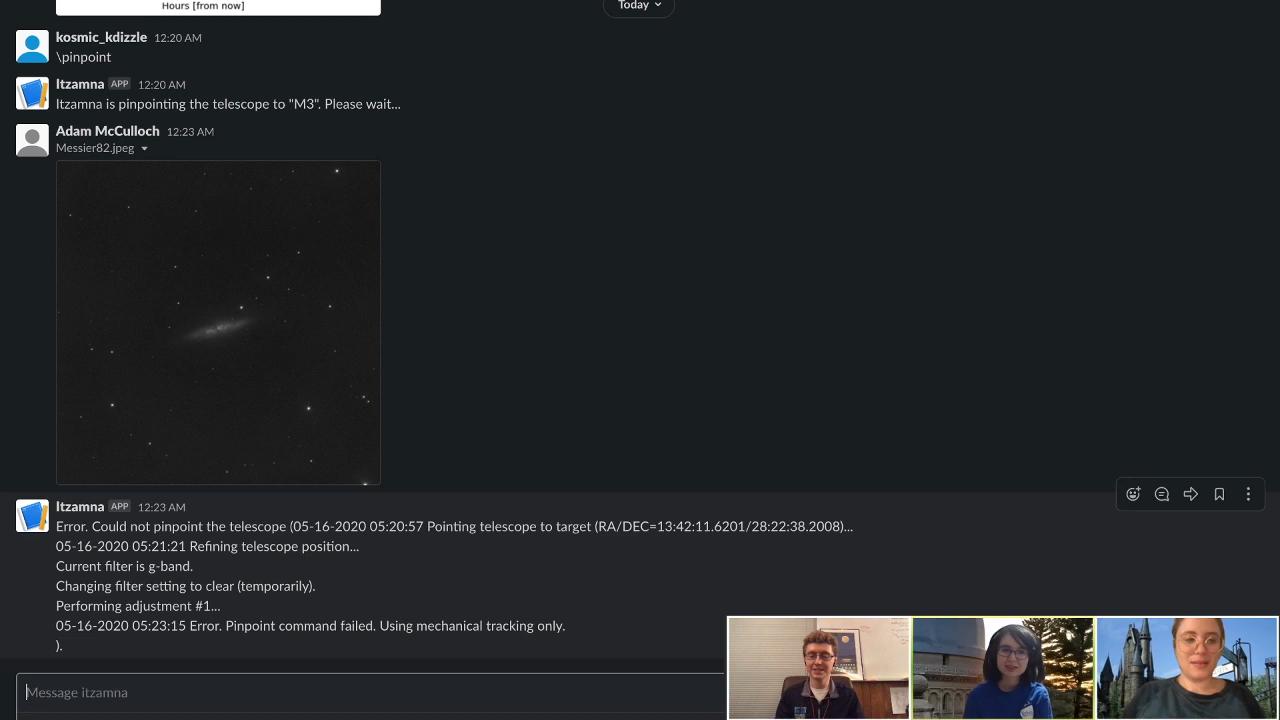 Hours [from now]
Today
kosmic_kdizzle 12:20 AM
\pinpoint
Itzamna APP 12:20 AM
Itzamna is pinpointing the telescope to "M3". Please wait...
Adam McCulloch 12:23 AM
Messier82.jpeg
Itzamna APP 12:23 AM
Error. Could not pinpoint the telescope (05-16-2020 05:20:57 Pointing telescope to target (RA/DEC=13:42:11.6201/28:22:38.2008)...
05-16-2020 05:21:21 Refining telescope position...
Current filter is g-band.
Changing filter setting to clear (temporarily).
Performing adjustment #1...
05-16-2020 05:23:15 Error. Pinpoint command failed. Using mechanical tracking only.
).
Message itzamna